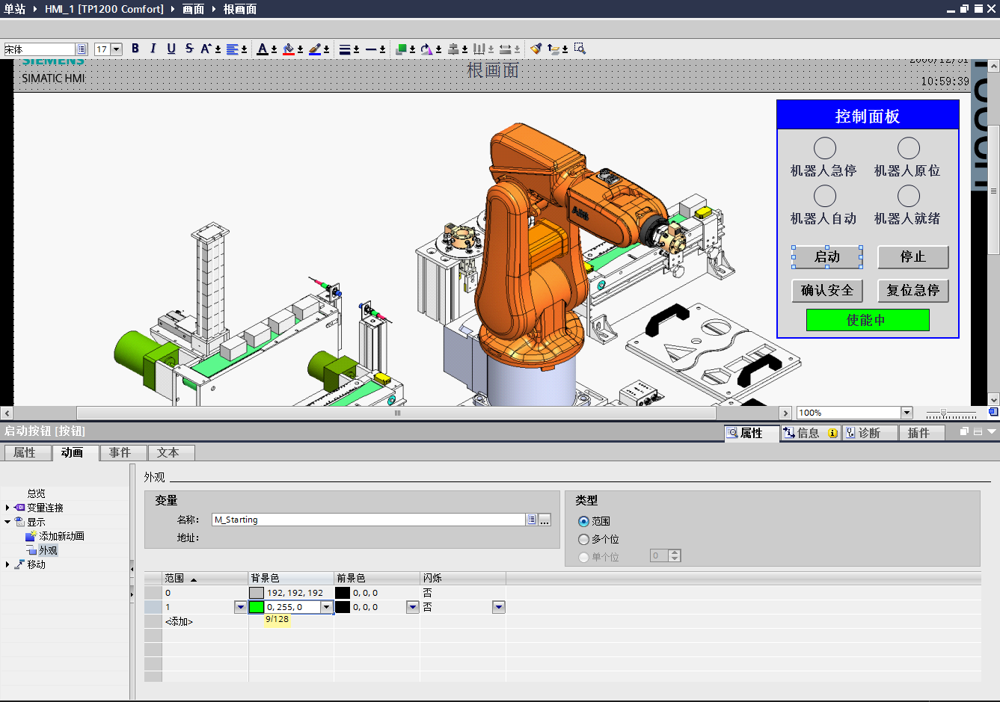 单站 ▸ HMI_1 [TP1200 Comfort] ▸ 画面 ▸ 根画面
宋体
17
B I U S A
SIEMENS
SIMATIC HMI
根画面
2000/12/31
10:59:39
TOUCH
控制面板
机器人急停
机器人原位
机器人自动
机器人就绪
启动
停止
确认安全
复位急停
使能中
ABB
100%
启动按钮 [按钮]
属性
信息
诊断
插件
属性
动画
事件
文本
总览
变量连接
显示
添加新动画
外观
移动
外观
变量
名称:
M_Starting
地址:
类型
范围
多个位
单个位
0
范围 背景色 前景色 闪烁
0 192, 192, 192 0, 0, 0 否
1 0, 255, 0 0, 0, 0 否
<添加>
9/128